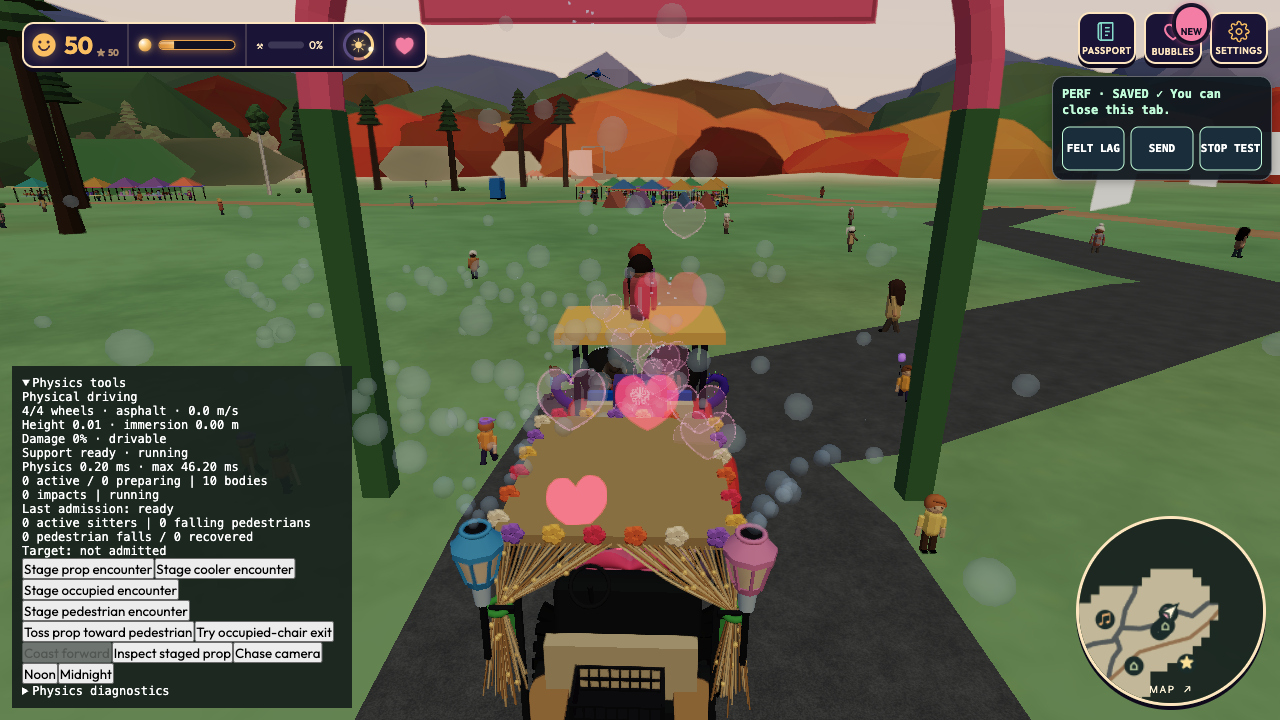 50 ★50 0%
PASSPORT BUBBLES NEW SETTINGS
PERF · SAVED ✓ You can
close this tab.
FELT LAG SEND STOP TEST
▼Physics tools
Physical driving
4/4 wheels · asphalt · 0.0 m/s
Height 0.01 · immersion 0.00 m
Damage 0% · drivable
Support ready · running
Physics 0.20 ms · max 46.20 ms
0 active / 0 preparing | 10 bodies
0 impacts | running
Last admission: ready
0 active sitters | 0 falling pedestrians
0 pedestrian falls / 0 recovered
Target: not admitted
Stage prop encounter Stage cooler encounter
Stage occupied encounter
Stage pedestrian encounter
Toss prop toward pedestrian Try occupied-chair exit
Coast forward Inspect staged prop Chase camera
Noon Midnight
▶Physics diagnostics
MAP ↗